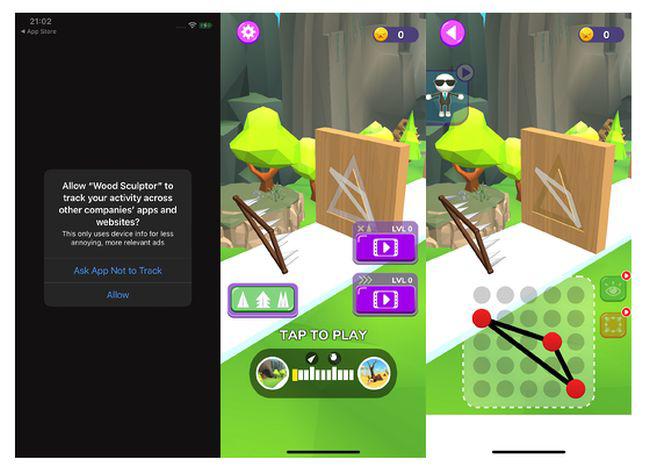 21:02
App Store
Allow “Wood Sculptor” to
track your activity across
other companies' apps and
websites?
This only uses device info for less
annoying, more relevant ads
Ask App Not to Track
Allow
0
LVL 0
LVL 0
TAP TO PLAY
0